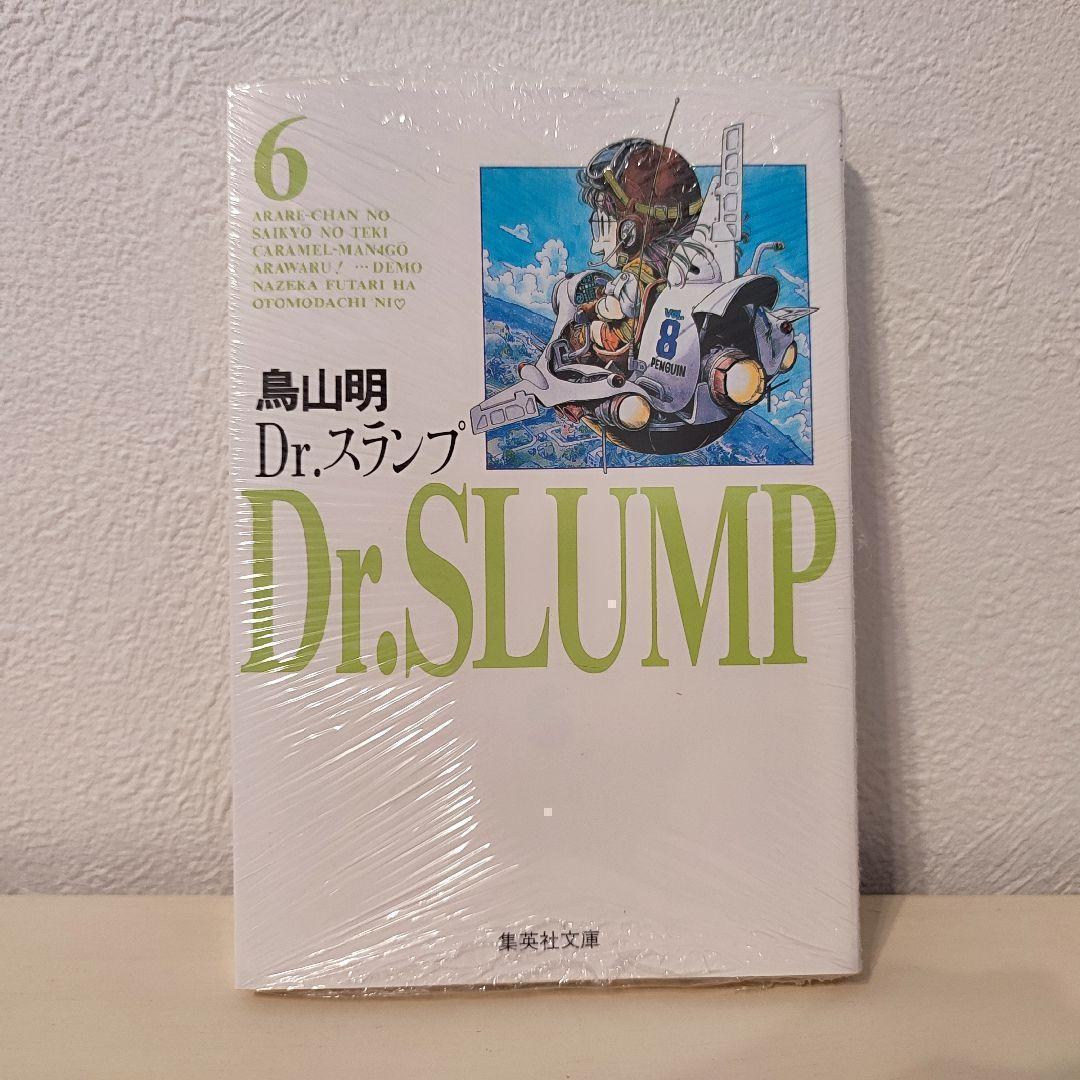 6
ARARE-CHAN NO
SAIKYŌ NO TEKI
CARAMEL-MAN4GO
ARAWARU! …DEMO
NAZEKA FUTARI HA
OTOMODACHI NI♡
鳥山明
Dr.スランプ
VOL.
8
PENGUIN
Dr.SLUMP
集英社文庫